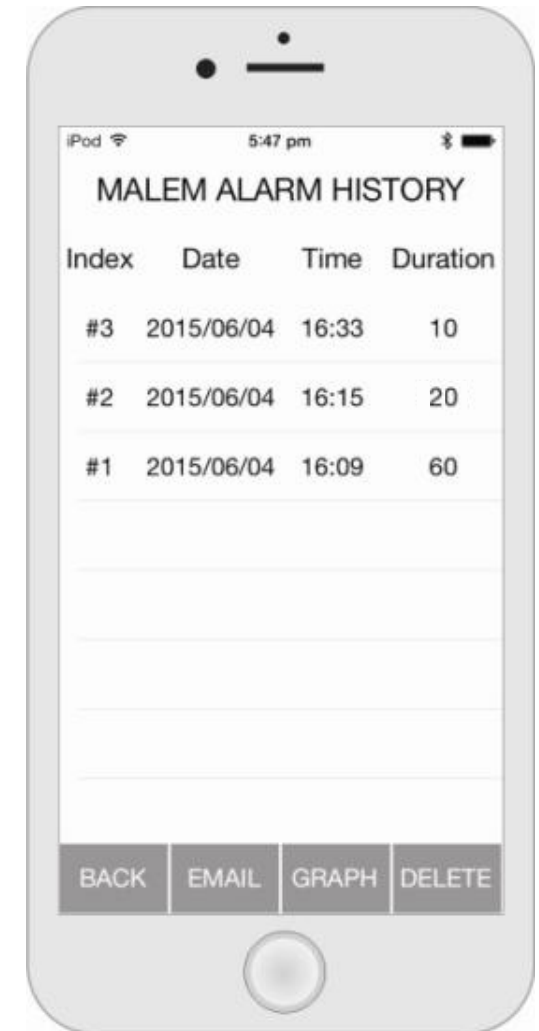 iPod 5:47 pm
MALEM ALARM HISTORY
Index Date Time Duration
#3 2015/06/04 16:33 10
#2 2015/06/04 16:15 20
#1 2015/06/04 16:09 60
BACK EMAIL GRAPH DELETE